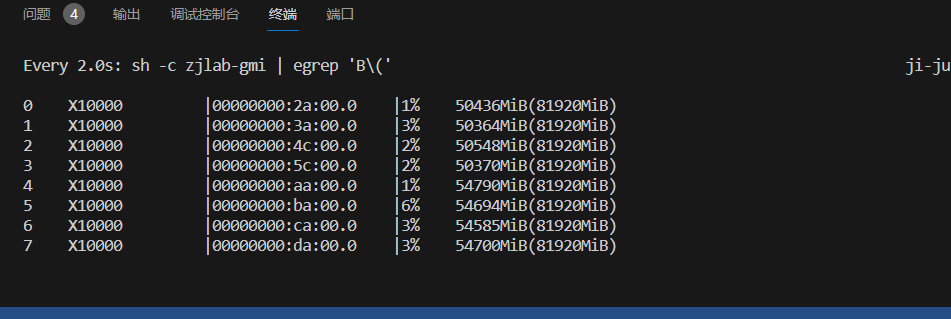 问题 4 输出 调试控制台 终端 端口
Every 2.0s: sh -c zjlab-gmi | egrep 'B\(' ji-ju
0 X10000 |00000000:2a:00.0 |1% 50436MiB(81920MiB)
1 X10000 |00000000:3a:00.0 |3% 50364MiB(81920MiB)
2 X10000 |00000000:4c:00.0 |2% 50548MiB(81920MiB)
3 X10000 |00000000:5c:00.0 |2% 50370MiB(81920MiB)
4 X10000 |00000000:aa:00.0 |1% 54790MiB(81920MiB)
5 X10000 |00000000:ba:00.0 |6% 54694MiB(81920MiB)
6 X10000 |00000000:ca:00.0 |3% 54585MiB(81920MiB)
7 X10000 |00000000:da:00.0 |3% 54700MiB(81920MiB)